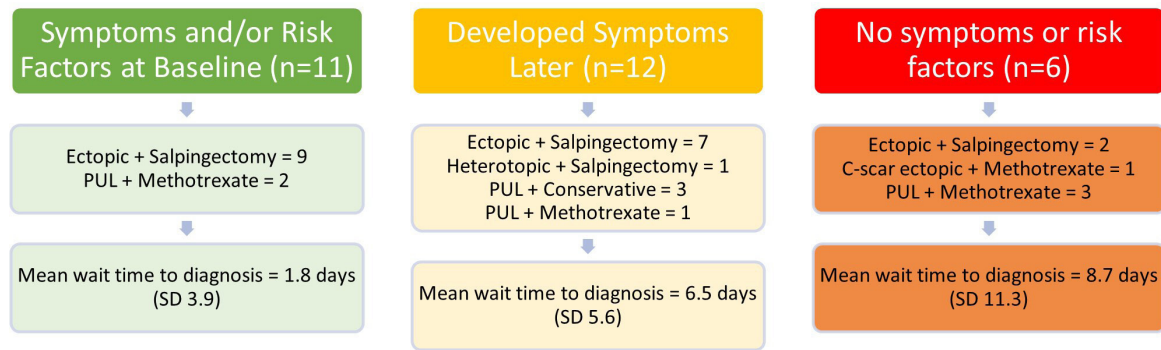 Symptoms and/or Risk
Factors at Baseline (n=11)
Ectopic + Salpingectomy = 9
PUL + Methotrexate = 2
Mean wait time to diagnosis = 1.8 days
(SD 3.9)
Developed Symptoms
Later (n=12)
Ectopic + Salpingectomy = 7
Heterotopic + Salpingectomy = 1
PUL + Conservative = 3
PUL + Methotrexate = 1
Mean wait time to diagnosis = 6.5 days
(SD 5.6)
No symptoms or risk
factors (n=6)
Ectopic + Salpingectomy = 2
C-scar ectopic + Methotrexate = 1
PUL + Methotrexate = 3
Mean wait time to diagnosis = 8.7 days
(SD 11.3)